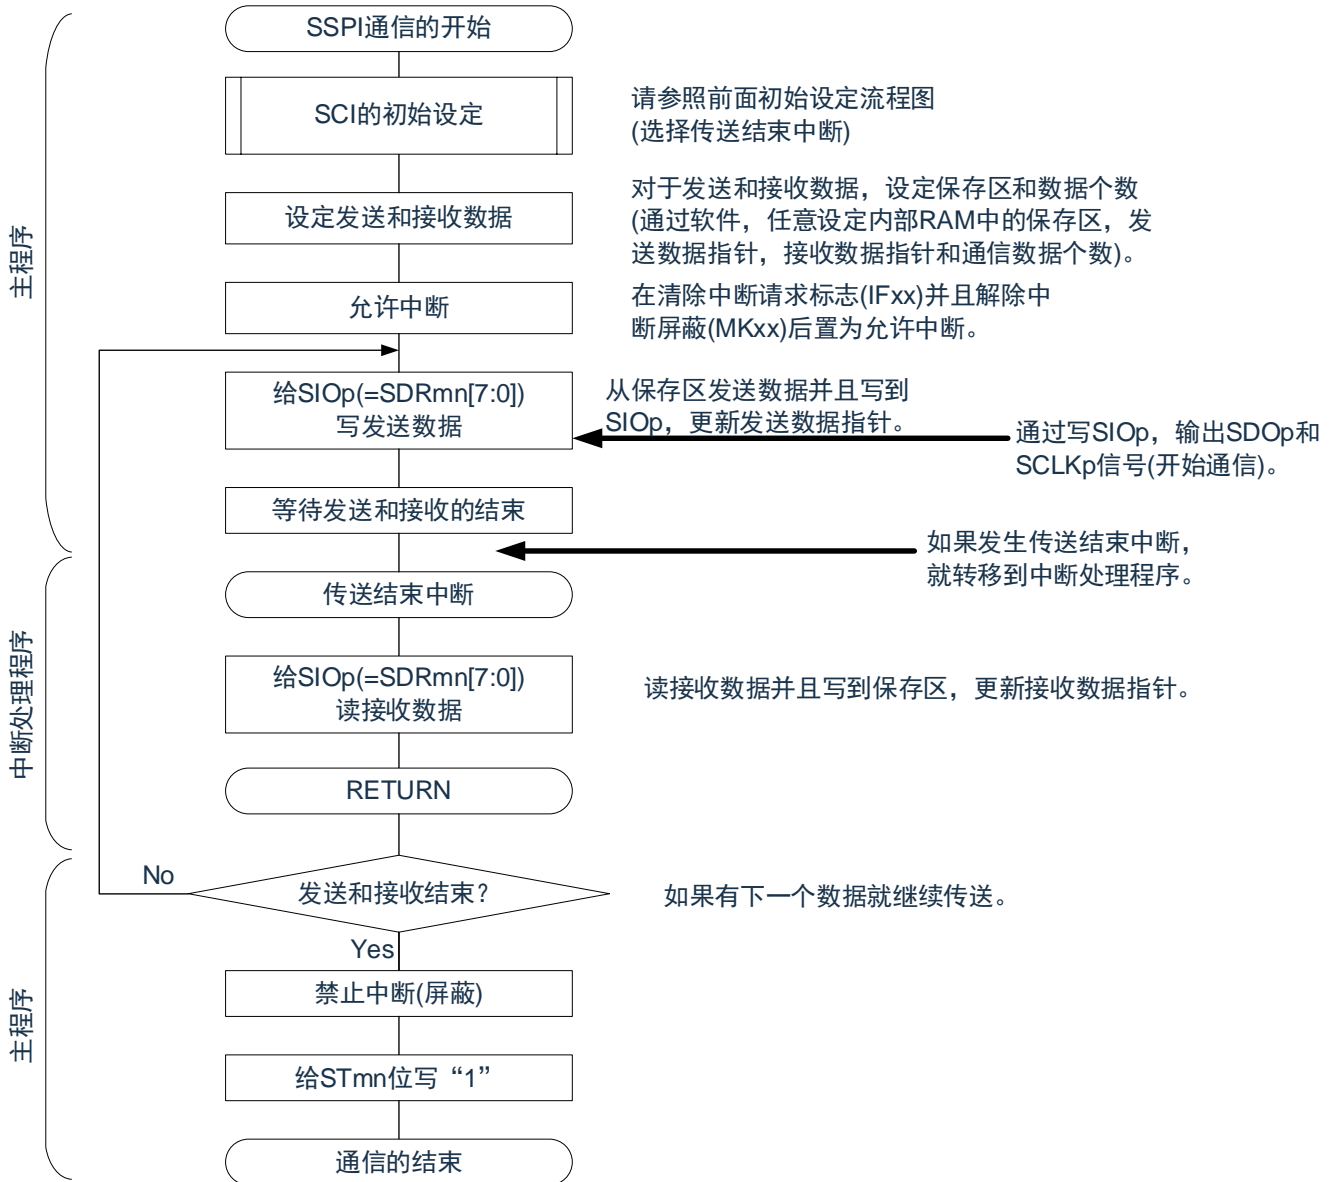 SSPI通信的开始
SCI的初始设定
请参照前面初始设定流程图
(选择传送结束中断)
设定发送和接收数据
对于发送和接收数据，设定保存区和数据个数
(通过软件，任意设定内部RAM中的保存区，发
送数据指针，接收数据指针和通信数据个数)。
主程序
允许中断
在清除中断请求标志(IFxx)并且解除中
断屏蔽(MKxx)后置为允许中断。
给SIOp(=SDRmn[7:0])
写发送数据
从保存区发送数据并且写到
SIOp，更新发送数据指针。
通过写SIOp，输出SDOp和
SCLKp信号(开始通信)。
等待发送和接收的结束
如果发生传送结束中断，
就转移到中断处理程序。
传送结束中断
中断处理程序
给SIOp(=SDRmn[7:0])
读接收数据
读接收数据并且写到保存区，更新接收数据指针。
RETURN
No
发送和接收结束？
如果有下一个数据就继续传送。
Yes
禁止中断(屏蔽)
主程序
给STmn位写“1”
通信的结束